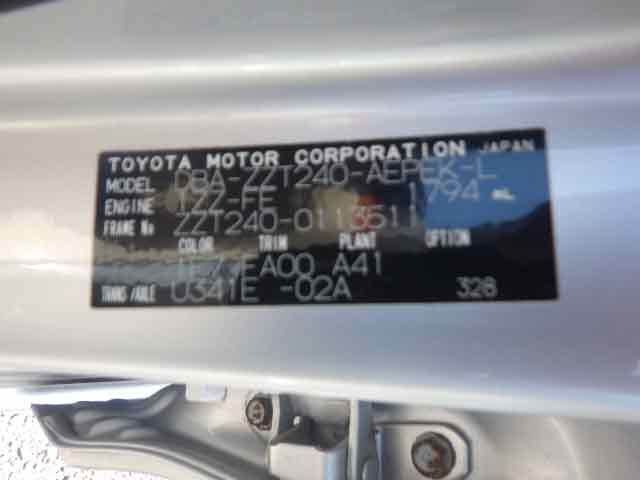 TOYOTA MOTOR CORPORATION JAPAN
MODEL DBA-ZZT240-AEPEK-L
ENGINE 1ZZ-FE 1794 mL
FRAME No ZZT240-0113511
COLOR TRIM PLANT OPTION
1E7 FA00 A41
TRANS/AXLE U341E -02A 328